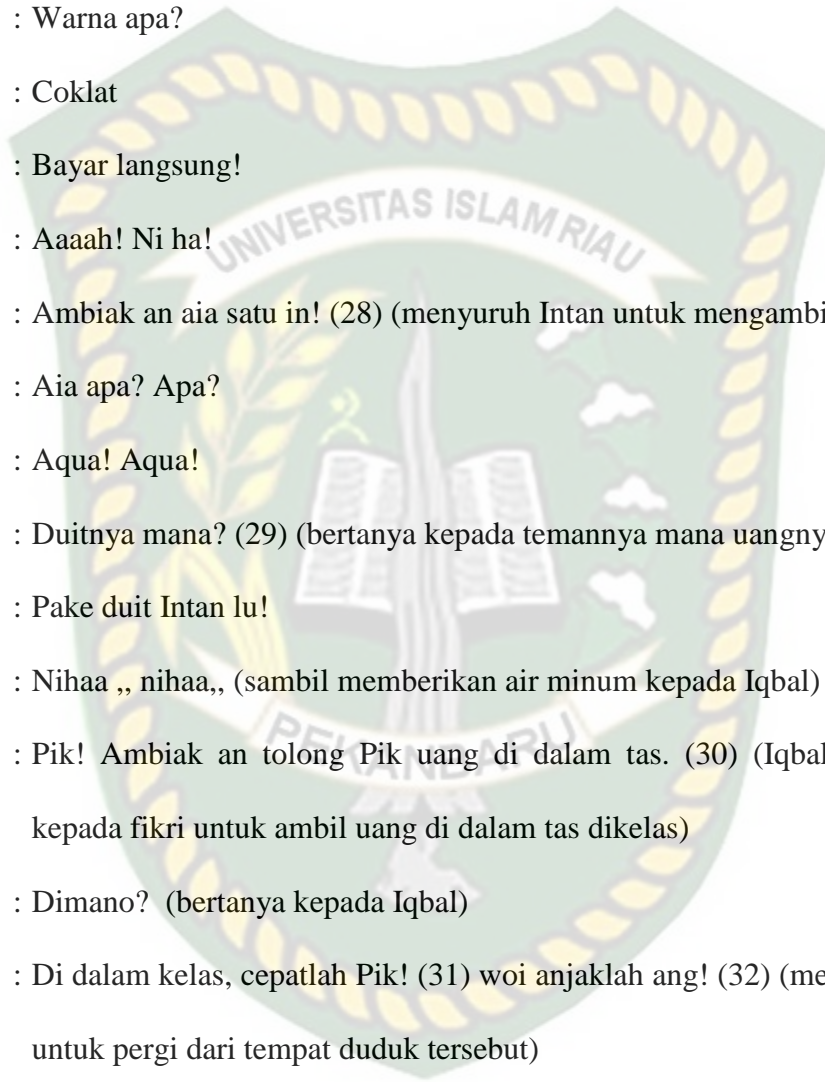 : Warna apa?
: Coklat
: Bayar langsung!
UNIVERSITAS ISLAM RIAU
: Aaaah! Ni ha!
: Ambiak an aia satu in! (28) (menyuruh Intan untuk mengambi
: Aia apa? Apa?
: Aqua! Aqua!
: Duitnya mana? (29) (bertanya kepada temannya mana uangny
: Pake duit Intan lu!
: Nihaa ,, nihaa,, (sambil memberikan air minum kepada Iqbal)
PEKANBARU
: Pik! Ambiak an tolong Pik uang di dalam tas. (30) (Iqbal
kepada fikri untuk ambil uang di dalam tas dikelas)
: Dimano? (bertanya kepada Iqbal)
: Di dalam kelas, cepatlah Pik! (31) woi anjaklah ang! (32) (me
untuk pergi dari tempat duduk tersebut)